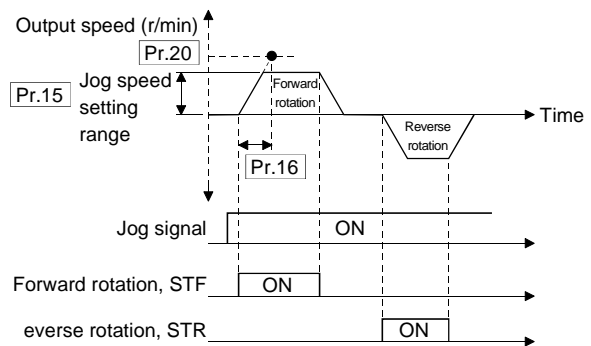 Output speed (r/min)
Pr.20
Pr.15
Jog speed
setting
range
Forward
rotation
Time
Reverse
rotation
Pr.16
Jog signal
ON
Forward rotation, STF
ON
everse rotation, STR
ON